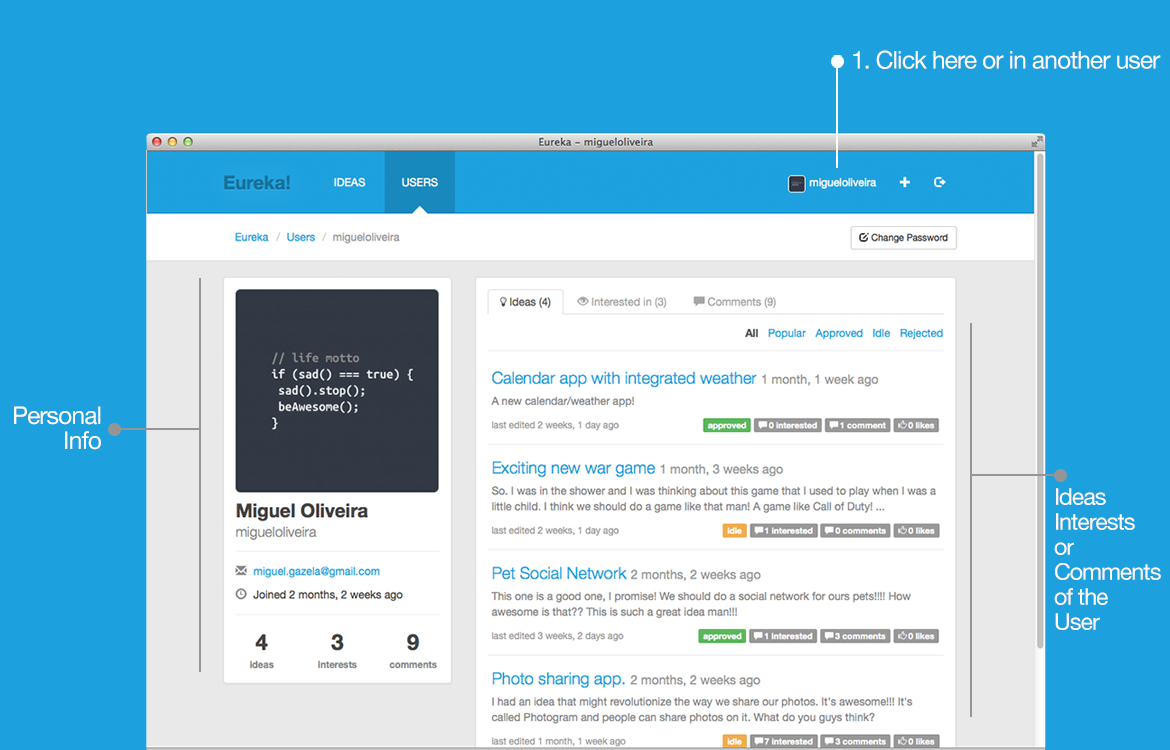 1. Click here or in another user
Eureka – migueloliveira
Eureka! IDEAS USERS migueloliveira
Eureka / Users / migueloliveira Change Password
Personal
Info
// life motto
if (sad() === true) {
sad().stop();
beAwesome();
}
Miguel Oliveira
migueloliveira
miguel.gazela@gmail.com
Joined 2 months, 2 weeks ago
4 3 9
ideas interests comments
Ideas (4) Interested in (3) Comments (9)
All Popular Approved Idle Rejected
Calendar app with integrated weather 1 month, 1 week ago
A new calendar/weather app!
last edited 2 weeks, 1 day ago approved 0 interested 1 comment 0 likes
Exciting new war game 1 month, 3 weeks ago
So. I was in the shower and I was thinking about this game that I used to play when I was a
little child. I think we should do a game like that man! A game like Call of Duty! ...
last edited 2 weeks, 1 day ago idle 1 interested 0 comments 0 likes
Pet Social Network 2 months, 2 weeks ago
This one is a good one, I promise! We should do a social network for ours pets!!!! How
awesome is that?? This is such a great idea man!!!
last edited 3 weeks, 2 days ago approved 1 interested 3 comments 0 likes
Photo sharing app. 2 months, 2 weeks ago
I had an idea that might revolutionize the way we share our photos. It's awesome!!! It's
called Photogram and people can share photos on it. What do you guys think?
last edited 1 month, 1 week ago idle 7 interested 3 comments 0 likes
Ideas
Interests
or
Comments
of the
User